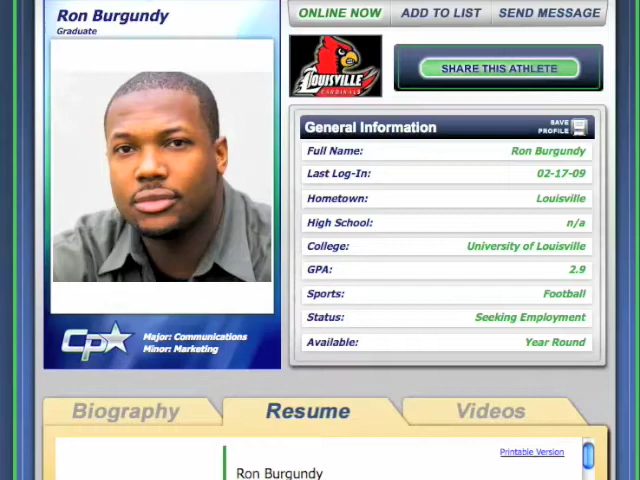 Ron Burgundy
Graduate
ONLINE NOW
ADD TO LIST
SEND MESSAGE
LOUISVILLE
CARDINALS
SHARE THIS ATHLETE
General Information
SAVE
PROFILE
Full Name: Ron Burgundy
Last Log-In: 02-17-09
Hometown: Louisville
High School: n/a
College: University of Louisville
GPA: 2.9
Sports: Football
Status: Seeking Employment
Available: Year Round
CP
Major: Communications
Minor: Marketing
Biography
Resume
Videos
Printable Version
Ron Burgundy